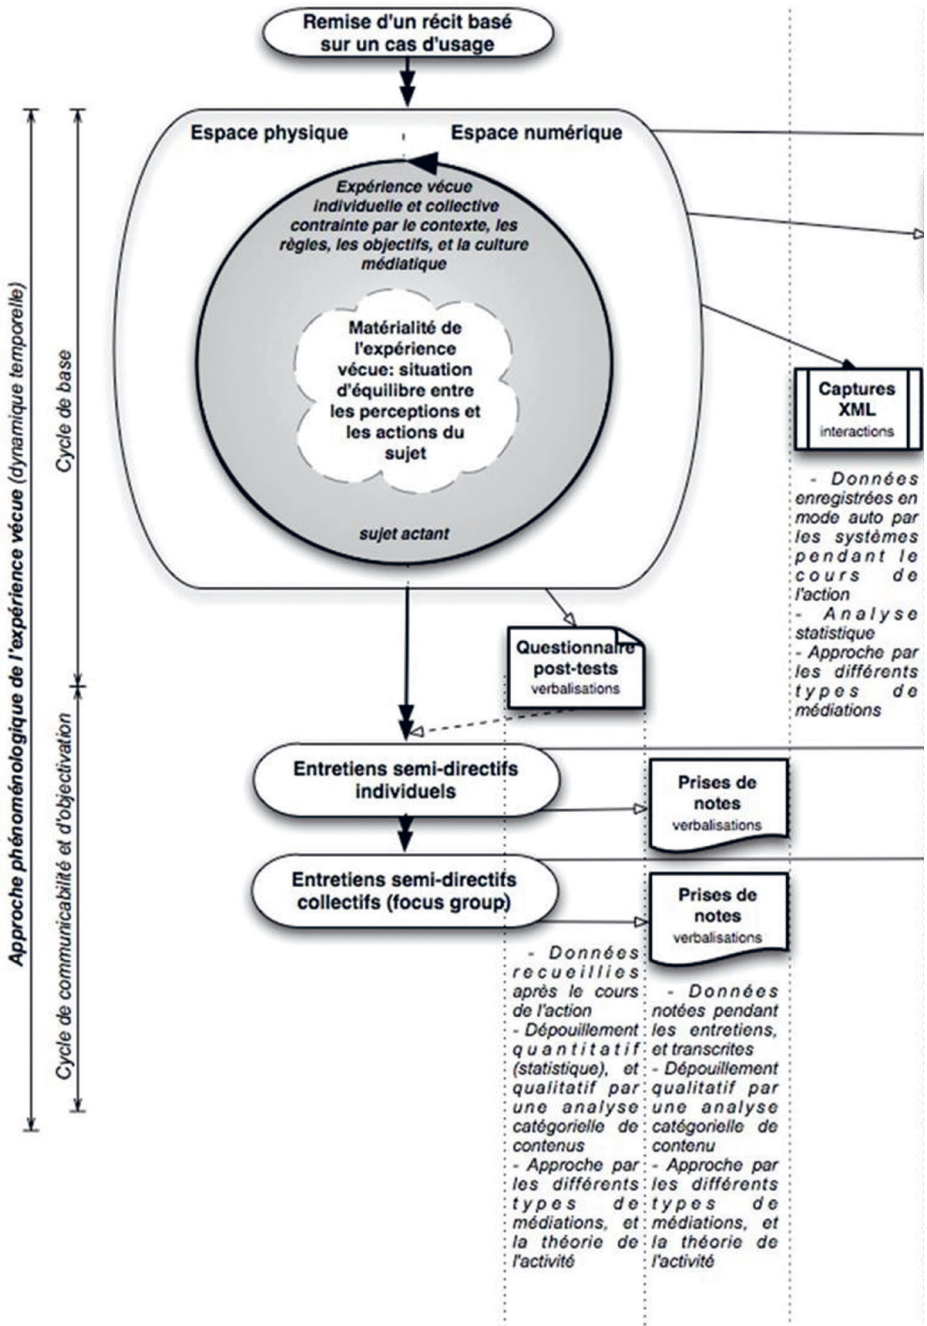 Remise d'un récit basé
sur un cas d'usage
Espace physique
Espace numérique
Expérience vécue
individuelle et collective
contrainte par le contexte, les
règles, les objectifs, et la culture
médiatique
Matérialité de
l'expérience
vécue: situation
d'équilibre entre
les perceptions et
les actions du
sujet
sujet actant
Approche phénoménologique de l'expérience vécue (dynamique temporelle)
Cycle de base
Cycle de communicabilité et d'objectivation
Captures
XML
interactions
- Données
enregistrées en
mode auto par
les systèmes
pendant le
cours de
l'action
- Analyse
statistique
- Approche par
les différents
types de
médiations
Questionnaire
post-tests
verbalisations
Entretiens semi-directifs
individuels
Prises de
notes
verbalisations
Entretiens semi-directifs
collectifs (focus group)
Prises de
notes
verbalisations
- Données
recueillies
après le cours
de l'action
- Dépouillement
quantitatif
(statistique), et
qualitatif par
une analyse
catégorielle de
contenus
- Approche par
les différents
types de
médiations, et
la théorie de
l'activité
- Données
notées pendant
les entretiens,
et transcrites
- Dépouillement
qualitatif par
une analyse
catégorielle de
contenu
- Approche par
les différents
types de
médiations, et
la théorie de
l'activité